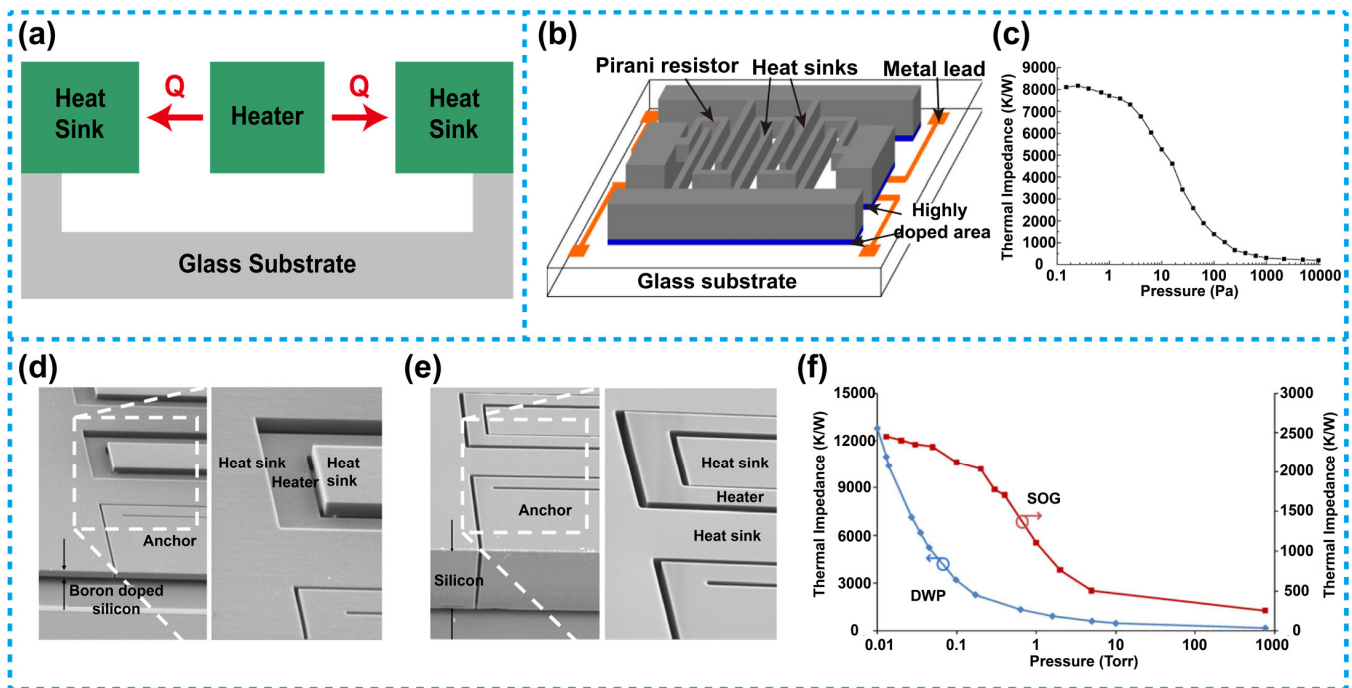 (a)
Heat
Sink
Q
Heater
Q
Heat
Sink
Glass Substrate
(b)
Pirani resistor
Heat sinks
Metal lead
Highly
doped area
Glass substrate
(c)
Thermal Impedance (K/W)
9000
8000
7000
6000
5000
4000
3000
2000
1000
0
0.1
1
10
100
1000
10000
Pressure (Pa)
(d)
Anchor
Boron doped
silicon
Heat sink
Heater
Heat
sink
(e)
Anchor
Silicon
Heat sink
Heater
Heat sink
(f)
Thermal Impedance (K/W)
15000
12000
9000
6000
3000
0
SOG
DWP
3000
2500
2000
1500
1000
500
0
Thermal Impedance (K/W)
0.01
0.1
1
10
100
1000
Pressure (Torr)